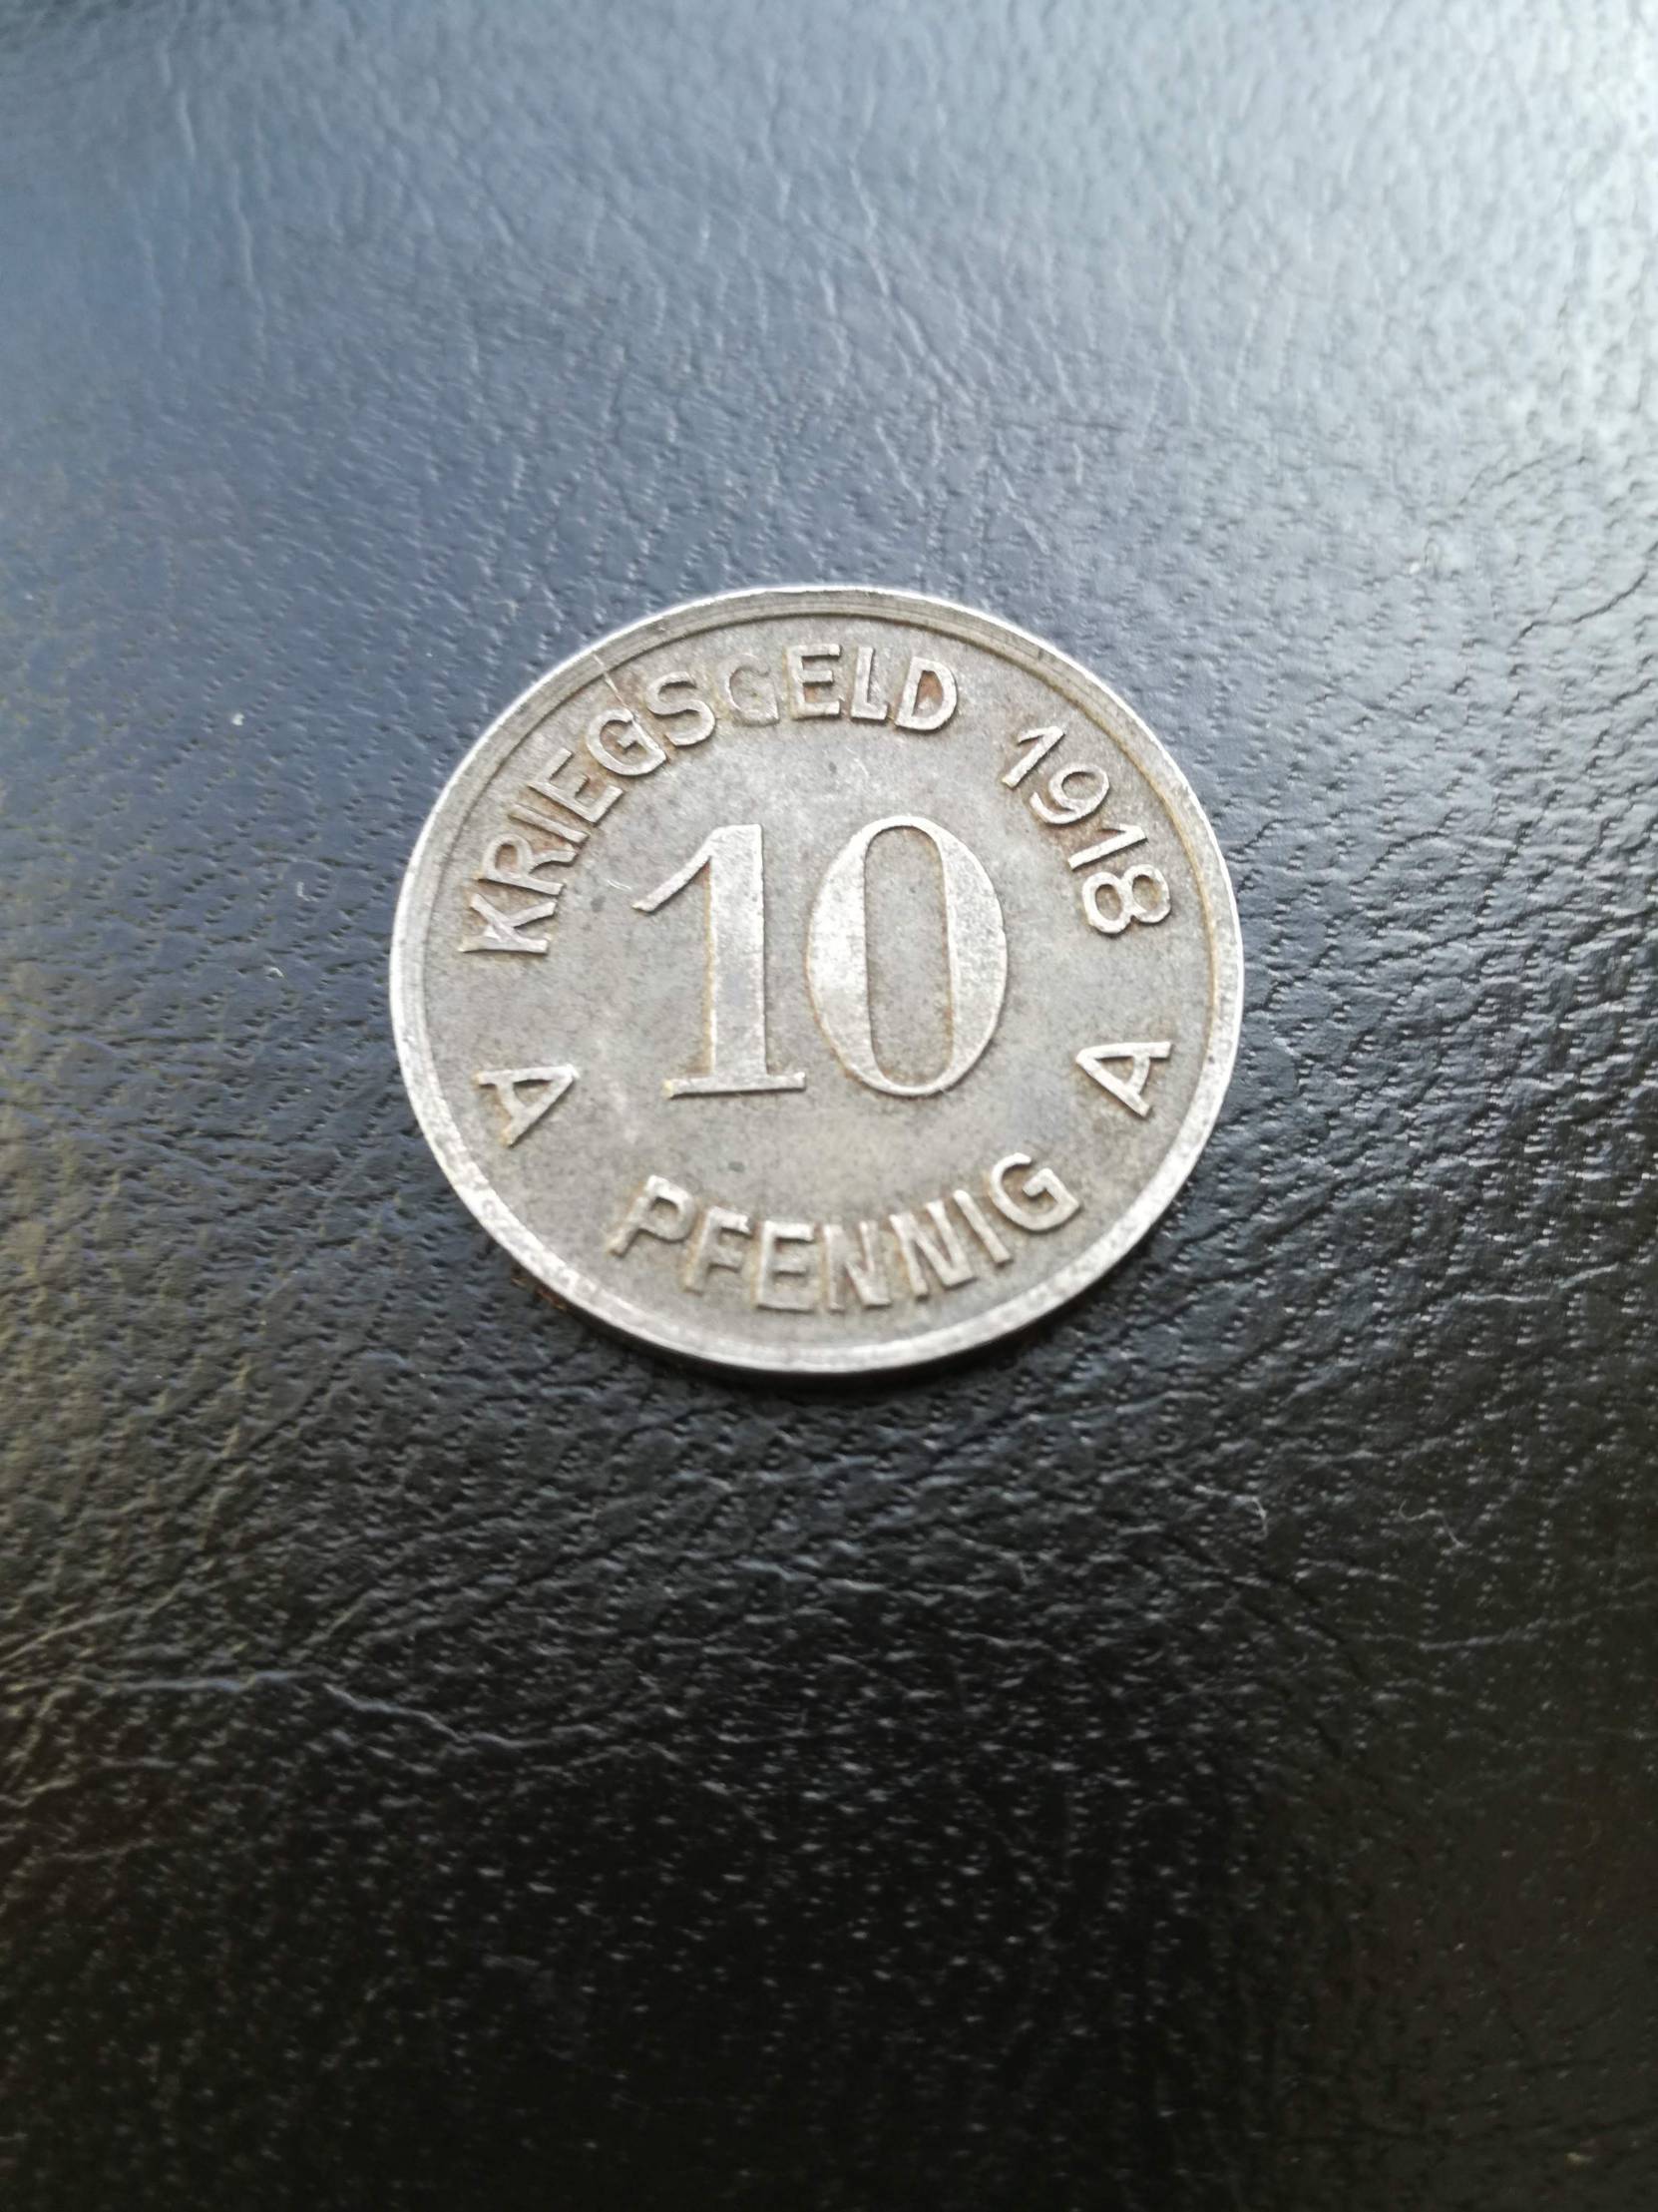 KRIEGSGELD 1918
10
A A
PFENNIG